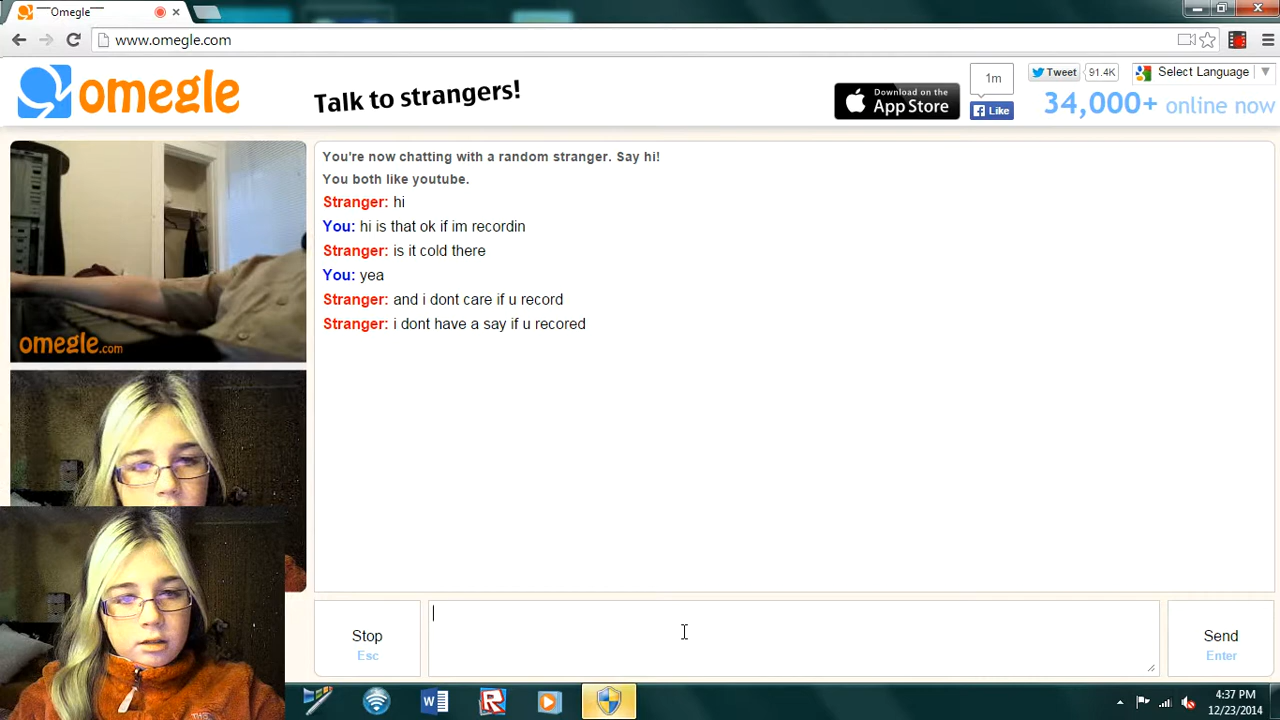 Omegle
www.omegle.com
omegle
Talk to strangers!
Download on the
App Store
1m
Like
Tweet
91.4K
Select Language
34,000+ online now
You're now chatting with a random stranger. Say hi!
You both like youtube.
Stranger: hi
You: hi is that ok if im recordin
Stranger: is it cold there
You: yea
Stranger: and i dont care if u record
Stranger: i dont have a say if u recored
omegle.com
Stop
Esc
Send
Enter
4:37 PM
12/23/2014